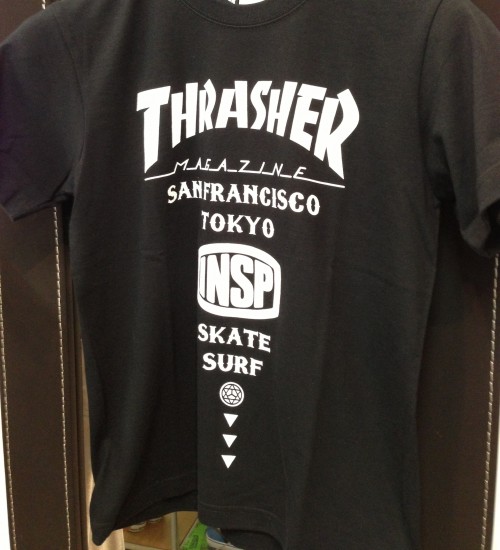 THRASHER
MAGAZINE
SANFRANCISCO
TOKYO
INSP
SKATE
SURF